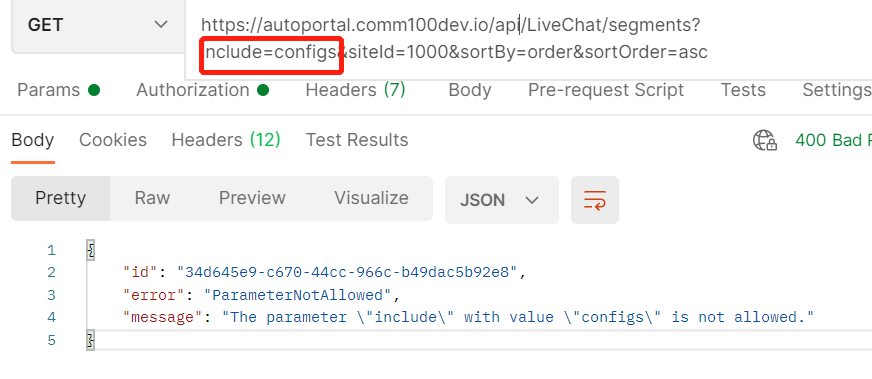 GET
https://autoportal.comm100dev.io/api/LiveChat/segments?
include=configs&siteId=1000&sortBy=order&sortOrder=asc
Params Authorization Headers (7) Body Pre-request Script Tests Settings
Body Cookies Headers (12) Test Results 400 Bad
Pretty Raw Preview Visualize JSON
1 {
2 "id": "34d645e9-c670-44cc-966c-b49dac5b92e8",
3 "error": "ParameterNotAllowed",
4 "message": "The parameter \"include\" with value \"configs\" is not allowed."
5 }